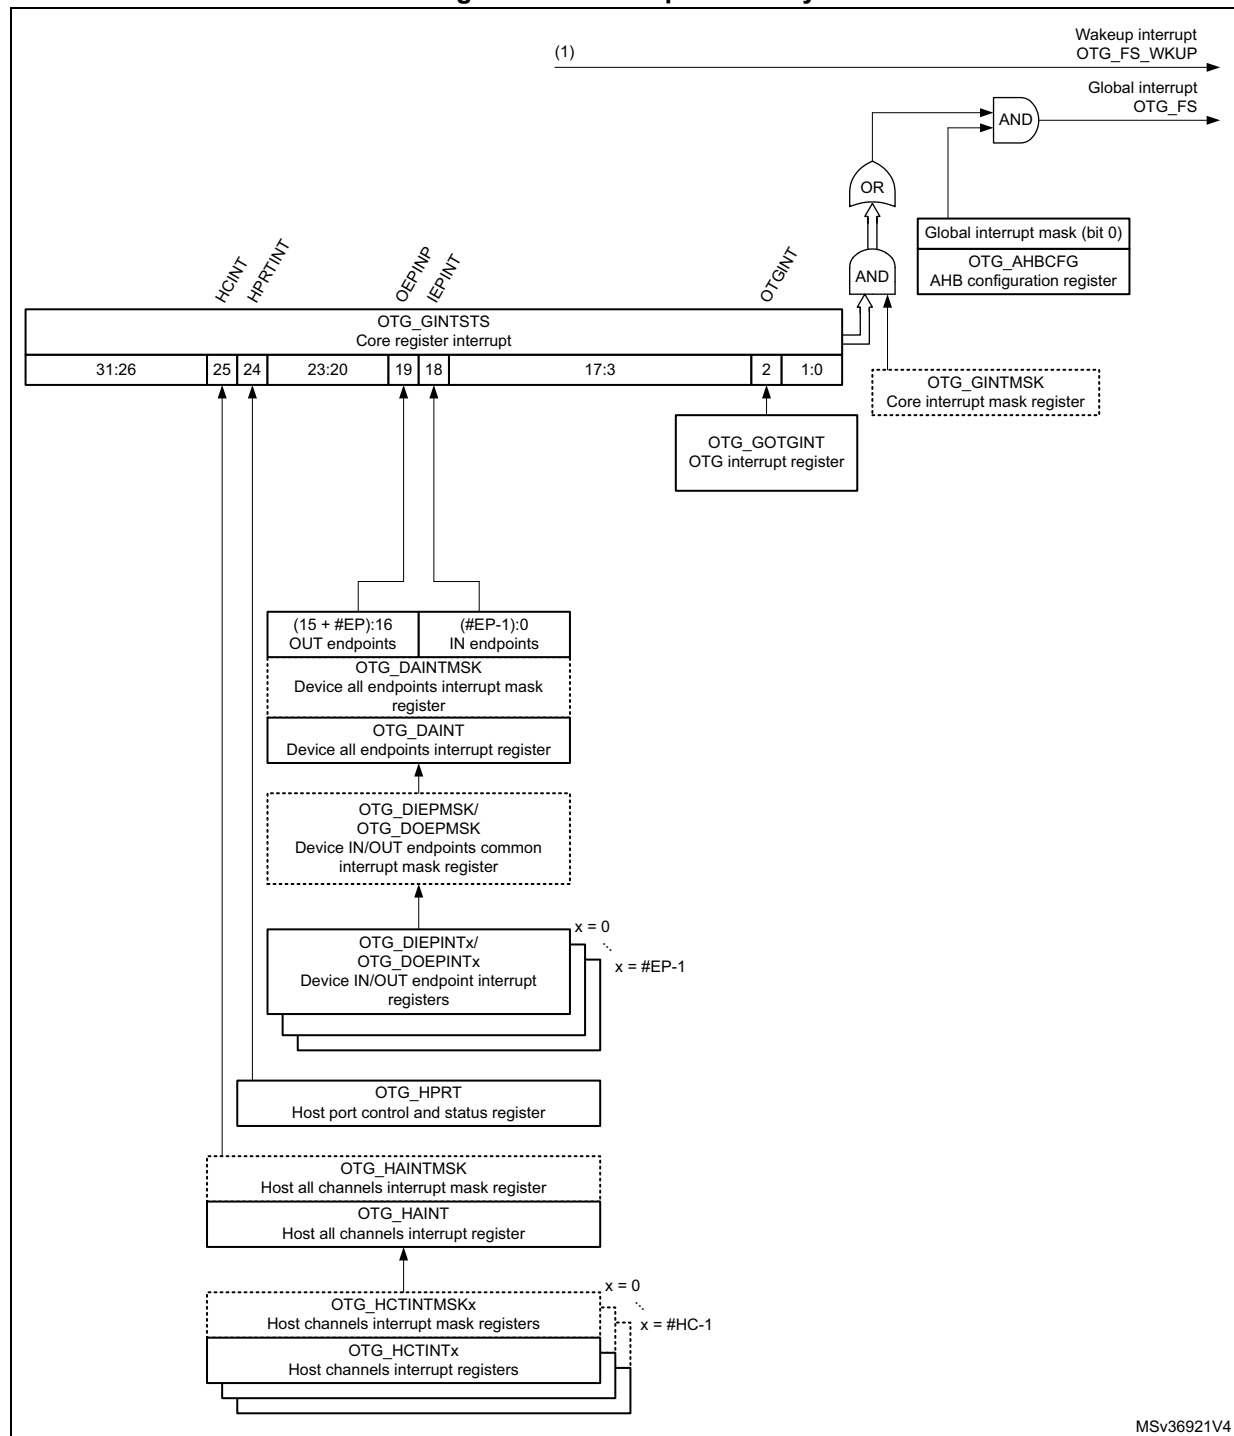 (1)
Wakeup interrupt
OTG_FS_WKUP
Global interrupt
OTG_FS
AND
OR
Global interrupt mask (bit 0)
OTG_AHBCFG
AHB configuration register
AND
HCINT
HPRTINT
OEPINP
IEPINT
OTGINT
OTG_GINTSTS
Core register interrupt
31:26
25
24
23:20
19
18
17:3
2
1:0
OTG_GINTMSK
Core interrupt mask register
OTG_GOTGINT
OTG interrupt register
(15 + #EP):16
OUT endpoints
(#EP-1):0
IN endpoints
OTG_DAINTMSK
Device all endpoints interrupt mask
register
OTG_DAINT
Device all endpoints interrupt register
OTG_DIEPMSK/
OTG_DOEPMSK
Device IN/OUT endpoints common
interrupt mask register
x = 0
x = #EP-1
OTG_DIEPINTx/
OTG_DOEPINTx
Device IN/OUT endpoint interrupt
registers
OTG_HPRT
Host port control and status register
OTG_HAINTMSK
Host all channels interrupt mask register
OTG_HAINT
Host all channels interrupt register
x = 0
x = #HC-1
OTG_HCTINTMSKx
Host channels interrupt mask registers
OTG_HCTINTx
Host channels interrupt registers
MSv36921V4